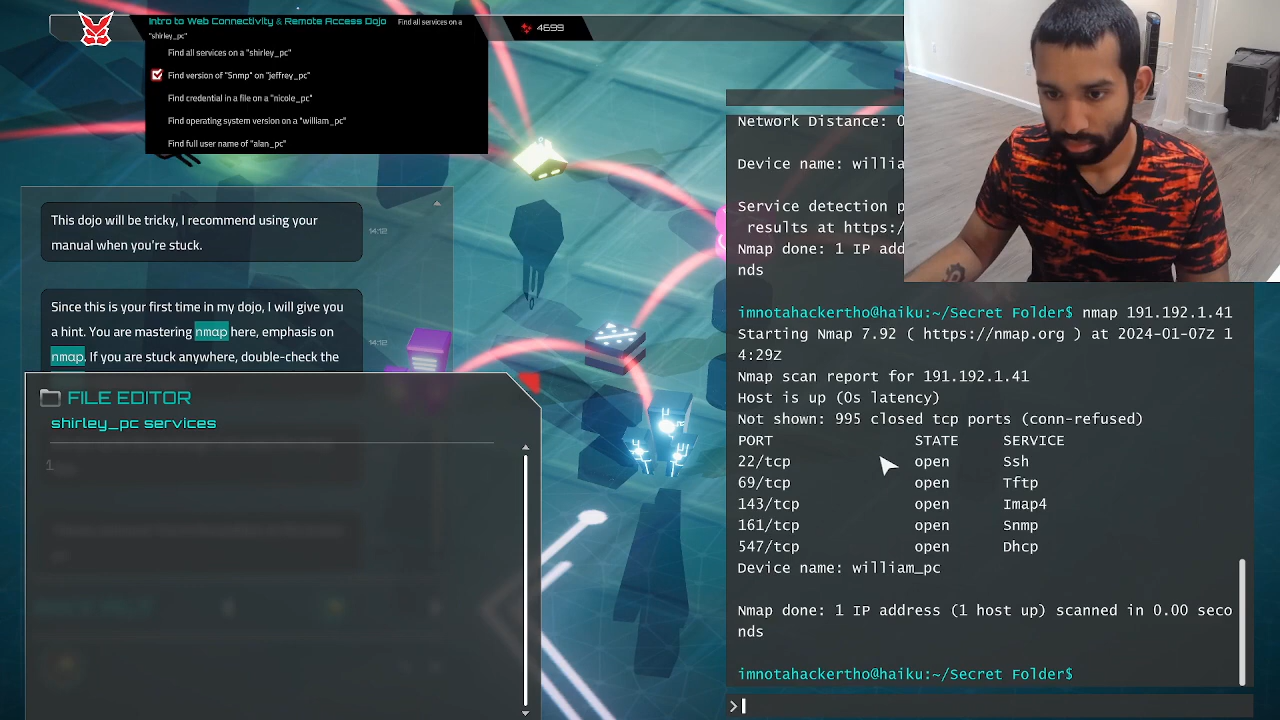 Intro to Web Connectivity & Remote Access Dojo
Find all services on a
"shirley_pc"
4699
Find all services on a "shirley_pc"
Find version of "Snmp" on "jeffrey_pc"
Find credential in a file on a "nicole_pc"
Find operating system version on a "william_pc"
Find full user name of "alan_pc"
This dojo will be tricky, I recommend using your
manual when you're stuck.
14:12
Since this is your first time in my dojo, I will give you
a hint. You are mastering nmap here, emphasis on
nmap. If you are stuck anywhere, double-check the
14:12
FILE EDITOR
shirley_pc services
1
Network Distance: 0
Device name: willia
Service detection p
results at https:/
Nmap done: 1 IP add
nds
imnotahackertho@haiku:~/Secret Folder$ nmap 191.192.1.41
Starting Nmap 7.92 ( https://nmap.org ) at 2024-01-07Z 1
4:29Z
Nmap scan report for 191.192.1.41
Host is up (0s latency)
Not shown: 995 closed tcp ports (conn-refused)
PORT STATE SERVICE
22/tcp open Ssh
69/tcp open Tftp
143/tcp open Imap4
161/tcp open Snmp
547/tcp open Dhcp
Device name: william_pc
Nmap done: 1 IP address (1 host up) scanned in 0.00 seco
nds
imnotahackertho@haiku:~/Secret Folder$
>